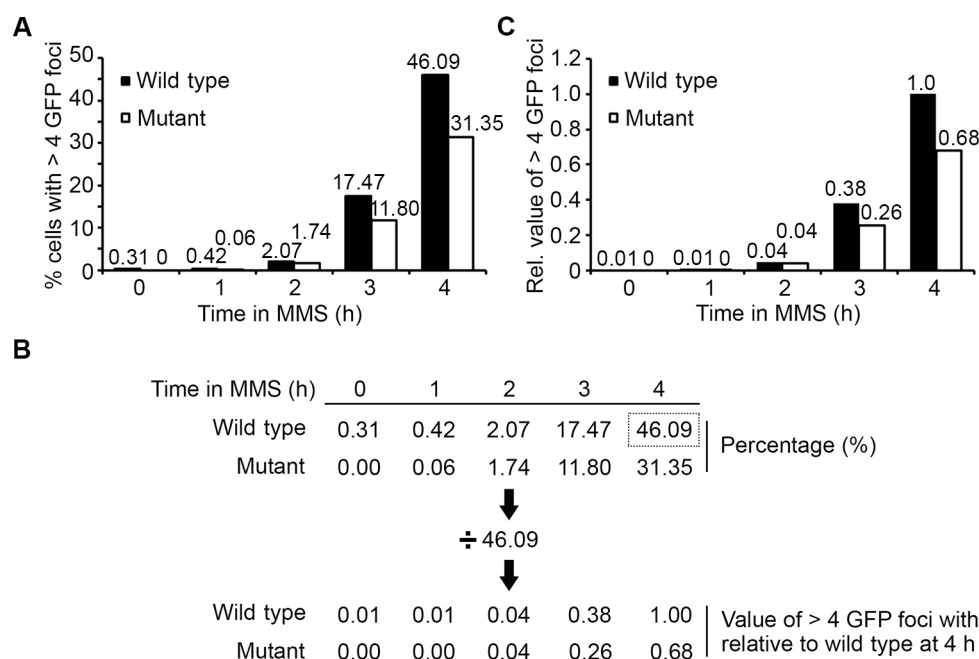 A
% cells with > 4 GFP foci
50
40
30
20
10
0
Wild type
Mutant
0.31 0
0.42
0.06
2.07
1.74
17.47
11.80
46.09
31.35
0 1 2 3 4
Time in MMS (h)
C
Rel. value of > 4 GFP foci
1.2
1.0
0.8
0.6
0.4
0.2
0
Wild type
Mutant
0.01 0
0.01 0
0.04
0.04
0.38
0.26
1.0
0.68
0 1 2 3 4
Time in MMS (h)
B
Time in MMS (h) 0 1 2 3 4
Wild type 0.31 0.42 2.07 17.47 46.09
Mutant 0.00 0.06 1.74 11.80 31.35
Percentage (%)
÷ 46.09
Wild type 0.01 0.01 0.04 0.38 1.00
Mutant 0.00 0.00 0.04 0.26 0.68
Value of > 4 GFP foci with
relative to wild type at 4 h